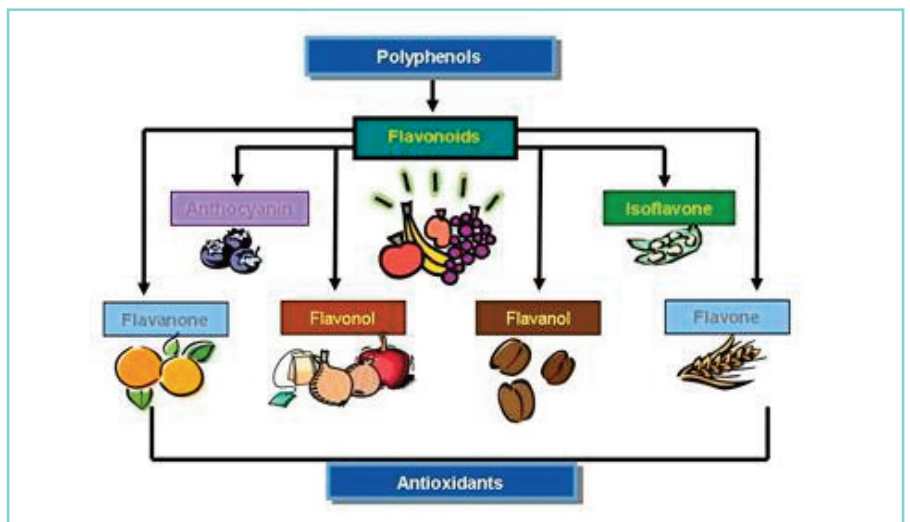 Polyphenols
Flavonoids
Anthocyanin
Isoflavone
Flavanone
Flavonol
Flavanol
Flavone
Antioxidants